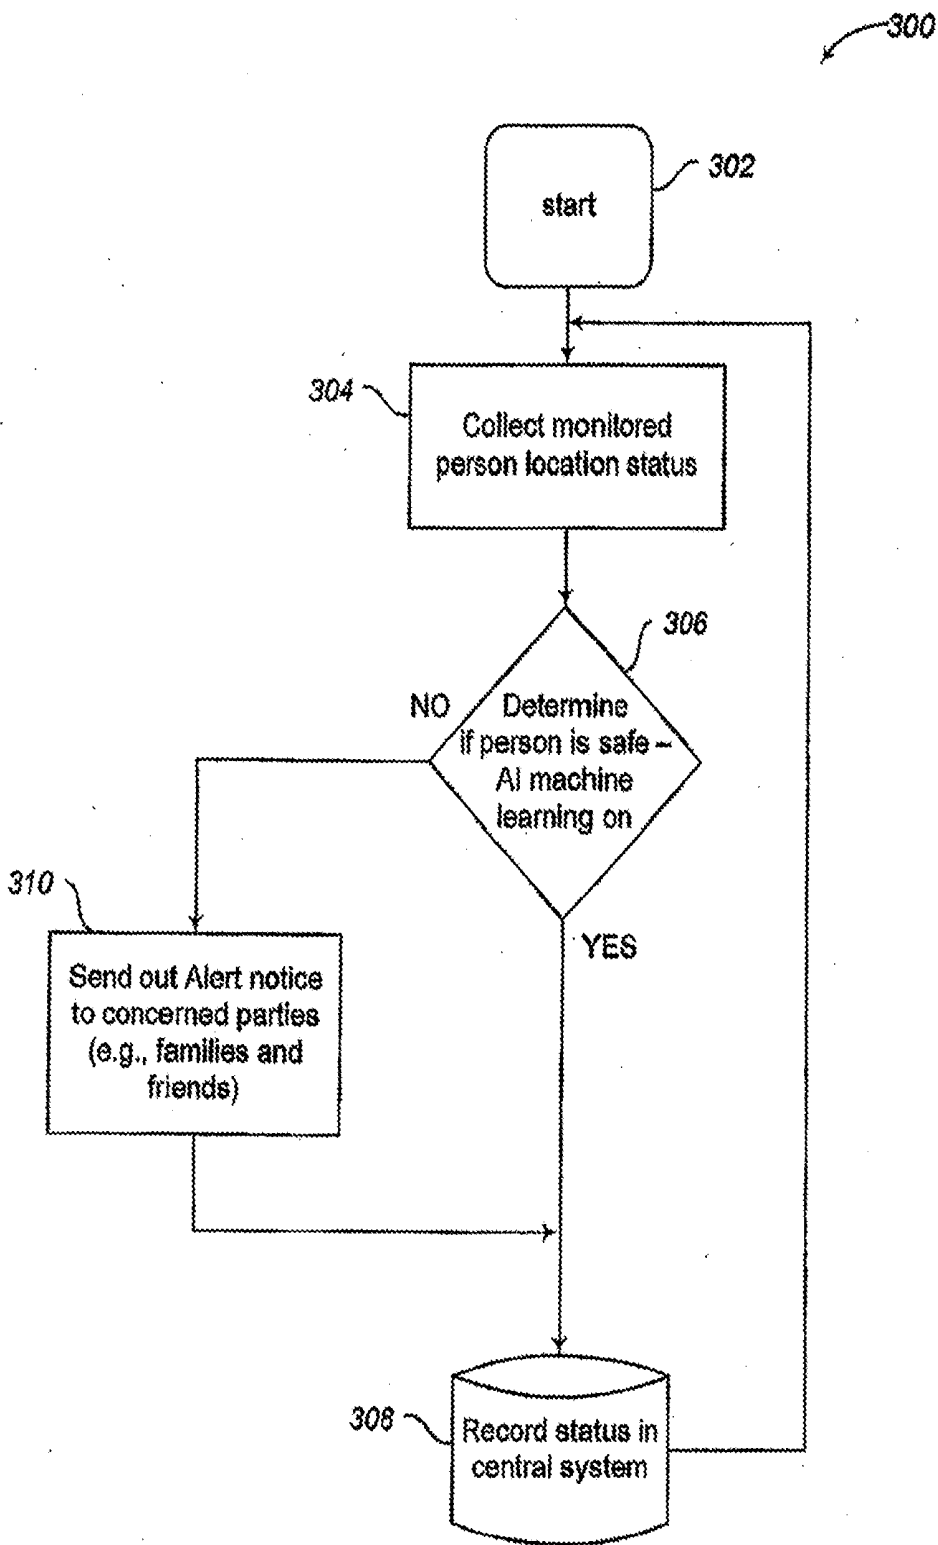 300
302
start
304
Collect monitored
person location status
306
NO
Determine
if person is safe –
AI machine
learning on
310
YES
Send out Alert notice
to concerned parties
(e.g., families and
friends)
308
Record status in
central system